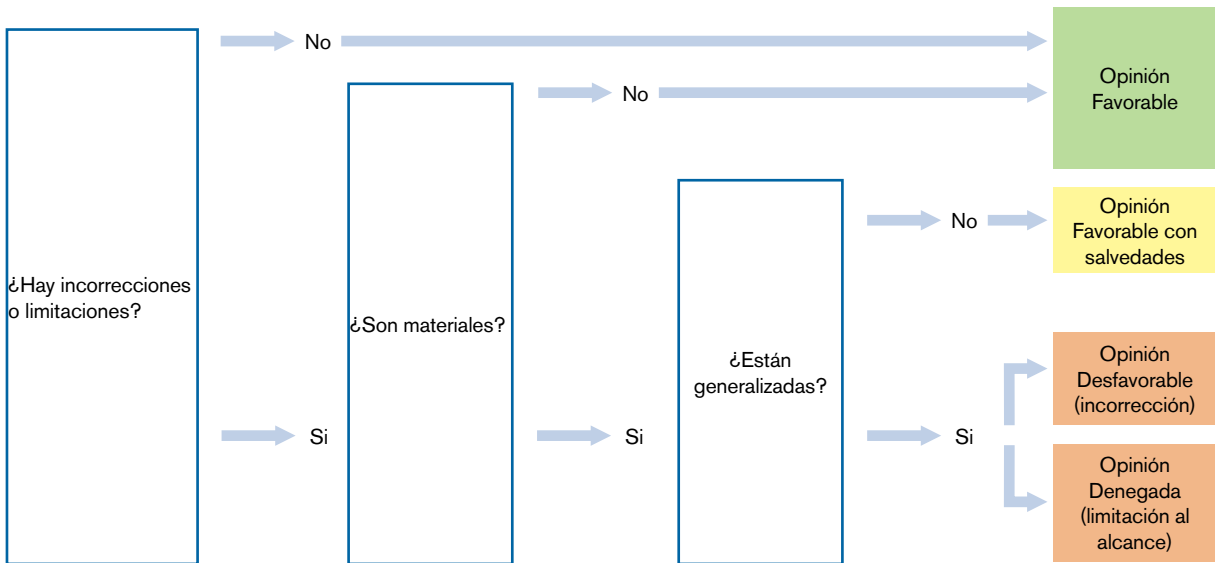 No
No
Opinión
Favorable
No
Opinión
Favorable con
salvedades
¿Hay incorrecciones
o limitaciones?
¿Son materiales?
¿Están
generalizadas?
Si
Si
Si
Opinión
Desfavorable
(incorrección)
Opinión
Denegada
(limitación al
alcance)